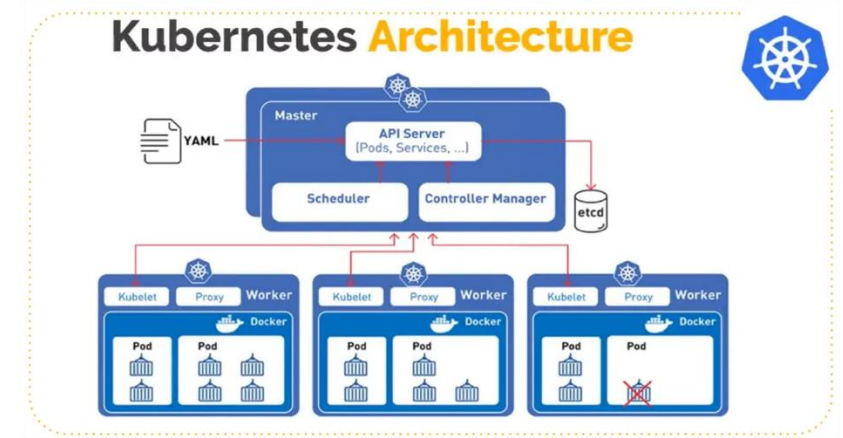 Kubernetes Architecture
Master
YAML
API Server
(Pods, Services, ...)
Scheduler
Controller Manager
etcd
Kubelet
Proxy
Worker
Docker
Pod
Pod
Kubelet
Proxy
Worker
Docker
Pod
Pod
Kubelet
Proxy
Worker
Docker
Pod
Pod